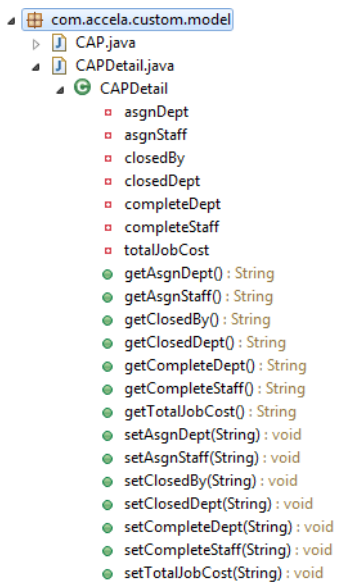 com.accela.custom.model
CAP.java
CAPDetail.java
CAPDetail
asgnDept
asgnStaff
closedBy
closedDept
completeDept
completeStaff
totalJobCost
getAsgnDept() : String
getAsgnStaff() : String
getClosedBy() : String
getClosedDept() : String
getCompleteDept() : String
getCompleteStaff() : String
getTotalJobCost() : String
setAsgnDept(String) : void
setAsgnStaff(String) : void
setClosedBy(String) : void
setClosedDept(String) : void
setCompleteDept(String) : void
setCompleteStaff(String) : void
setTotalJobCost(String) : void